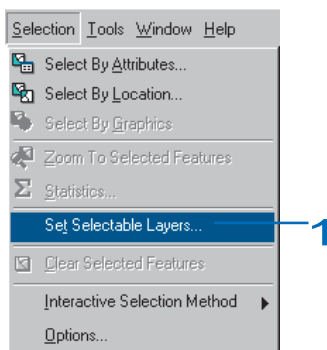 Selection Tools Window Help
Select By Attributes...
Select By Location...
Select By Graphics
Zoom To Selected Features
Statistics...
Set Selectable Layers...
1
Clear Selected Features
Interactive Selection Method
Options...